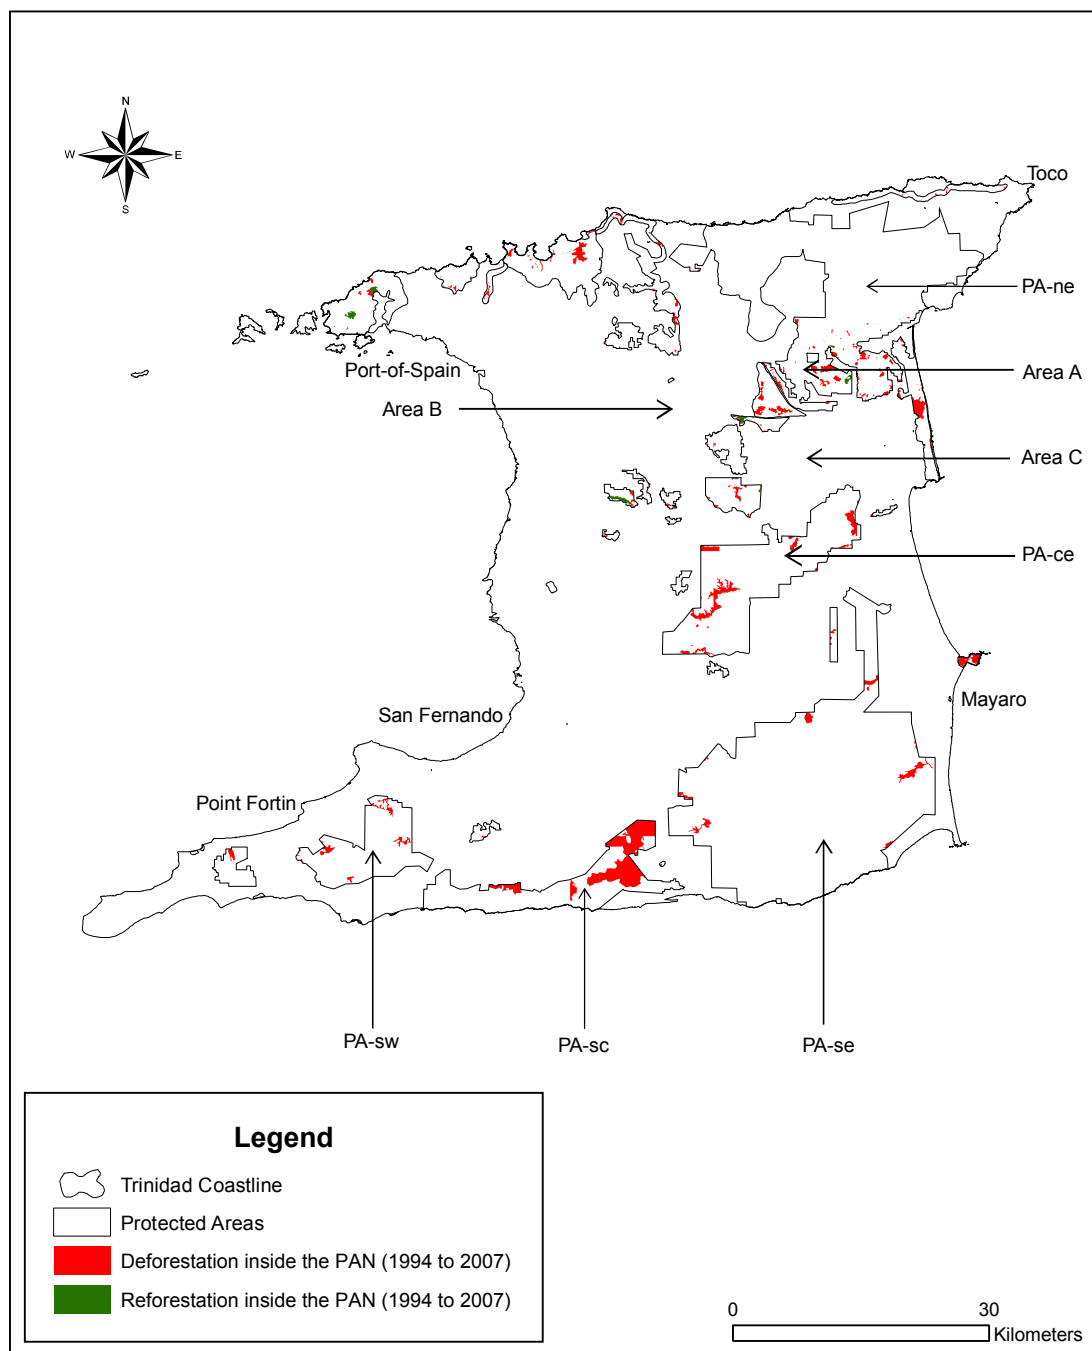 N
W E
S
Toco
PA-ne
Port-of-Spain
Area A
Area B
Area C
PA-ce
San Fernando
Mayaro
Point Fortin
PA-sw
PA-sc
PA-se
Legend
Trinidad Coastline
Protected Areas
Deforestation inside the PAN (1994 to 2007)
Reforestation inside the PAN (1994 to 2007)
0 30
Kilometers